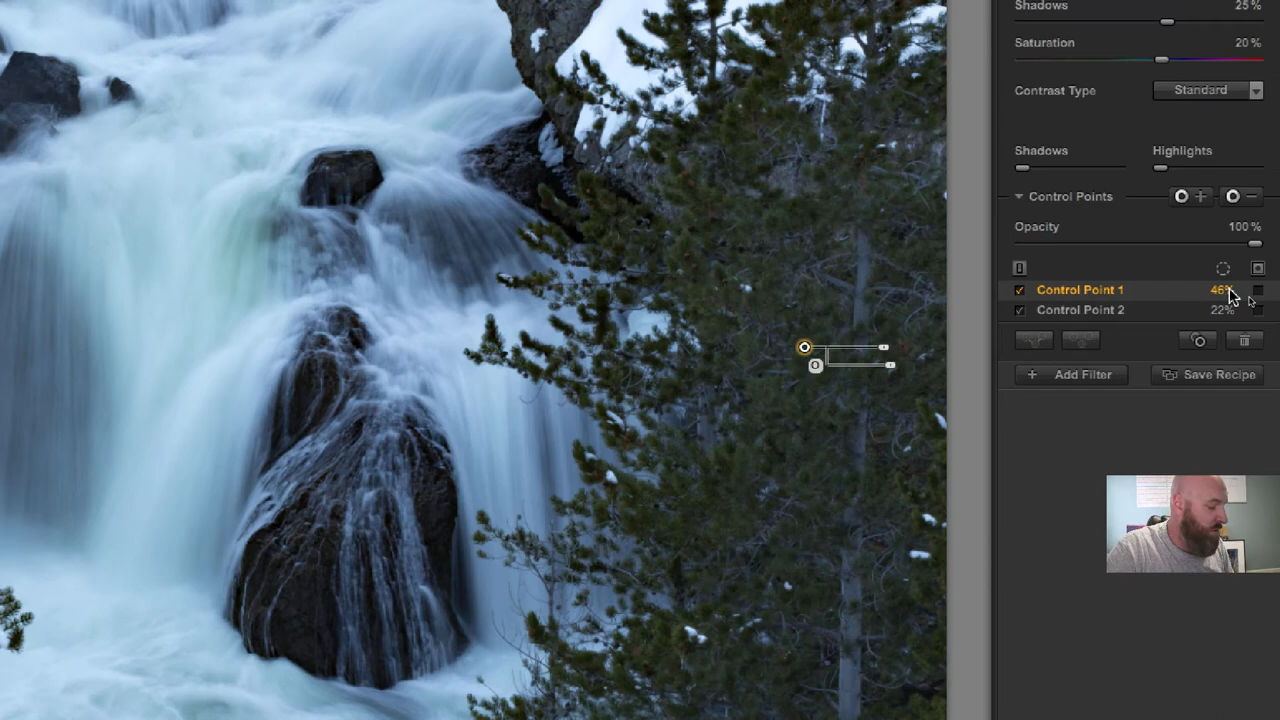 Shadows 25%
Saturation 20%
Contrast Type Standard
Shadows Highlights
Control Points
Opacity 100%
Control Point 1 46%
Control Point 2 22%
Add Filter Save Recipe